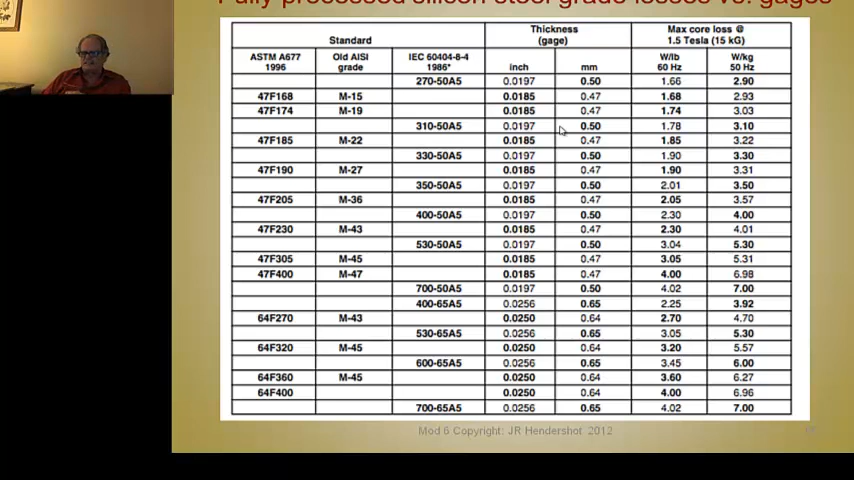 Fully processed silicon steel grade losses vs. gages
Standard Thickness (gage) Max core loss @ 1.5 Tesla (15 kG)
ASTM A677 1996 Old AISI grade IEC 60404-8-4 1986* inch mm W/lb 60 Hz W/kg 50 Hz
270-50A5 0.0197 0.50 1.66 2.90
47F168 M-15 0.0185 0.47 1.68 2.93
47F174 M-19 0.0185 0.47 1.74 3.03
310-50A5 0.0197 0.50 1.78 3.10
47F185 M-22 0.0185 0.47 1.85 3.22
330-50A5 0.0197 0.50 1.90 3.30
47F190 M-27 0.0185 0.47 1.90 3.31
350-50A5 0.0197 0.50 2.01 3.50
47F205 M-36 0.0185 0.47 2.05 3.57
400-50A5 0.0197 0.50 2.30 4.00
47F230 M-43 0.0185 0.47 2.30 4.01
530-50A5 0.0197 0.50 3.04 5.30
47F305 M-45 0.0185 0.47 3.05 5.31
47F400 M-47 0.0185 0.47 4.00 6.98
700-50A5 0.0197 0.50 4.02 7.00
400-65A5 0.0256 0.65 2.25 3.92
64F270 M-43 0.0250 0.64 2.70 4.70
530-65A5 0.0256 0.65 3.05 5.30
64F320 M-45 0.0250 0.64 3.20 5.57
600-65A5 0.0256 0.65 3.45 6.00
64F360 M-45 0.0250 0.64 3.60 6.27
64F400 0.0250 0.64 4.00 6.96
700-65A5 0.0256 0.65 4.02 7.00
Mod 6 Copyright: JR Hendershot 2012